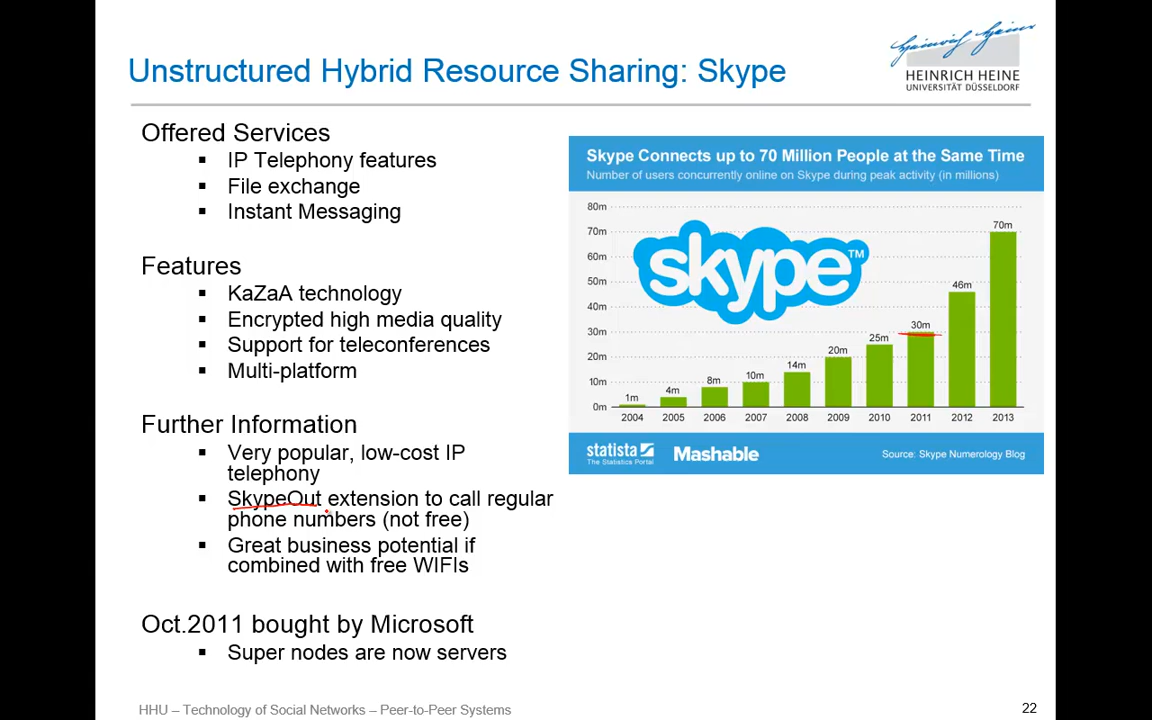 Unstructured Hybrid Resource Sharing: Skype
Heinrich Heine
HEINRICH HEINE
UNIVERSITÄT DÜSSELDORF
Offered Services
▪ IP Telephony features
▪ File exchange
▪ Instant Messaging
Features
▪ KaZaA technology
▪ Encrypted high media quality
▪ Support for teleconferences
▪ Multi-platform
Further Information
▪ Very popular, low-cost IP
telephony
▪ SkypeOut extension to call regular
phone numbers (not free)
▪ Great business potential if
combined with free WIFIs
Oct.2011 bought by Microsoft
▪ Super nodes are now servers
Skype Connects up to 70 Million People at the Same Time
Number of users concurrently online on Skype during peak activity (in millions)
skype™
80m
70m
60m
50m
40m
30m
20m
10m
0m
1m 4m 8m 10m 14m 20m 25m 30m 46m 70m
2004 2005 2006 2007 2008 2009 2010 2011 2012 2013
statista Mashable Source: Skype Numerology Blog
The Statistics Portal
HHU – Technology of Social Networks – Peer-to-Peer Systems 22